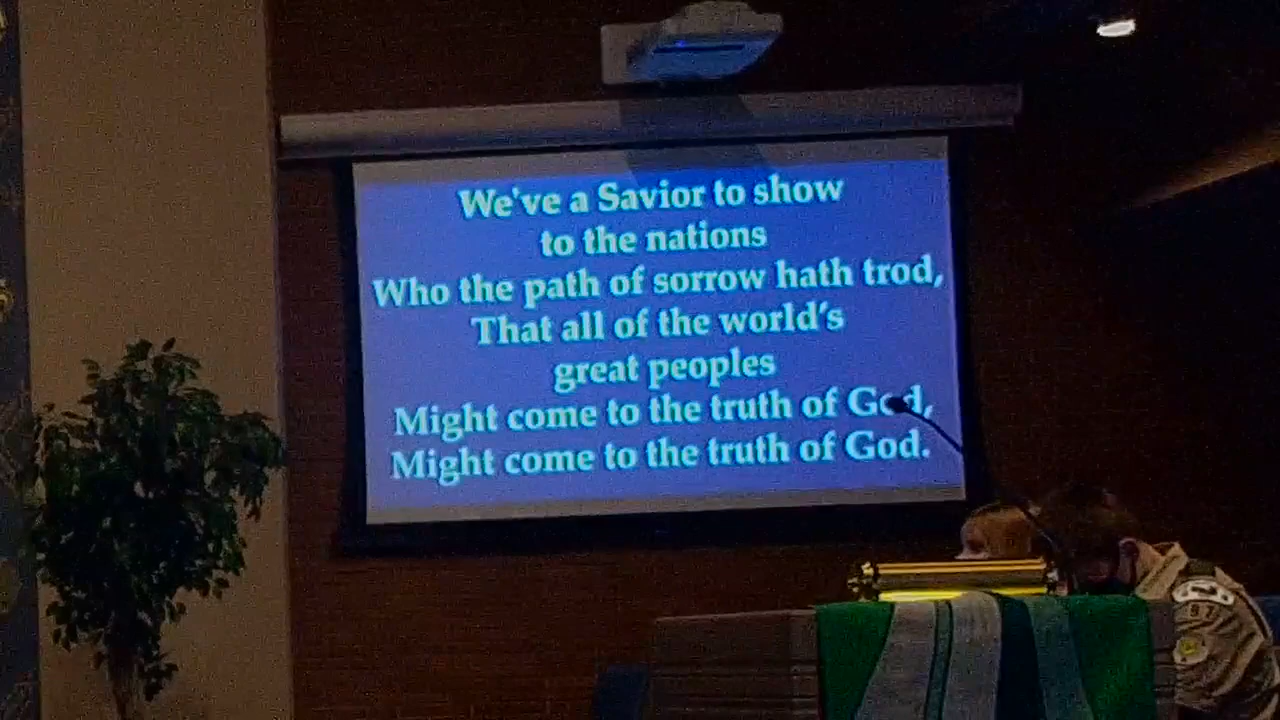 We've a Savior to show
to the nations
Who the path of sorrow hath trod,
That all of the world's
great peoples
Might come to the truth of God,
Might come to the truth of God.
97